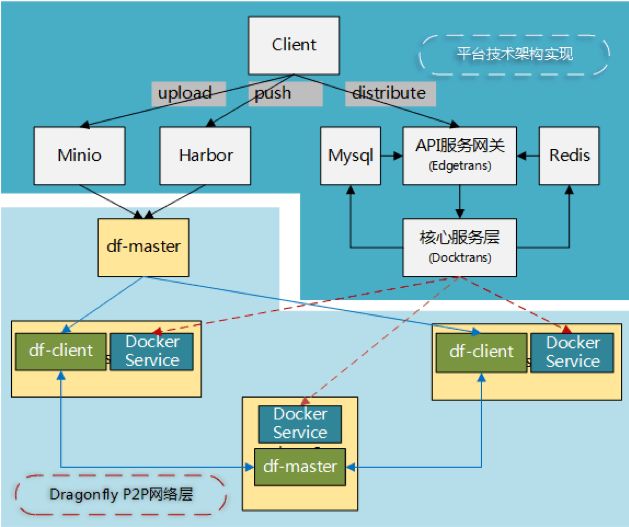 Client
平台技术架构实现
upload
push
distribute
Minio
Harbor
Mysql
API服务网关
(Edgetrans)
Redis
df-master
核心服务层
(Docktrans)
df-client
Docker
Service
df-client
Docker
Service
Docker
Service
df-master
Dragonfly P2P网络层